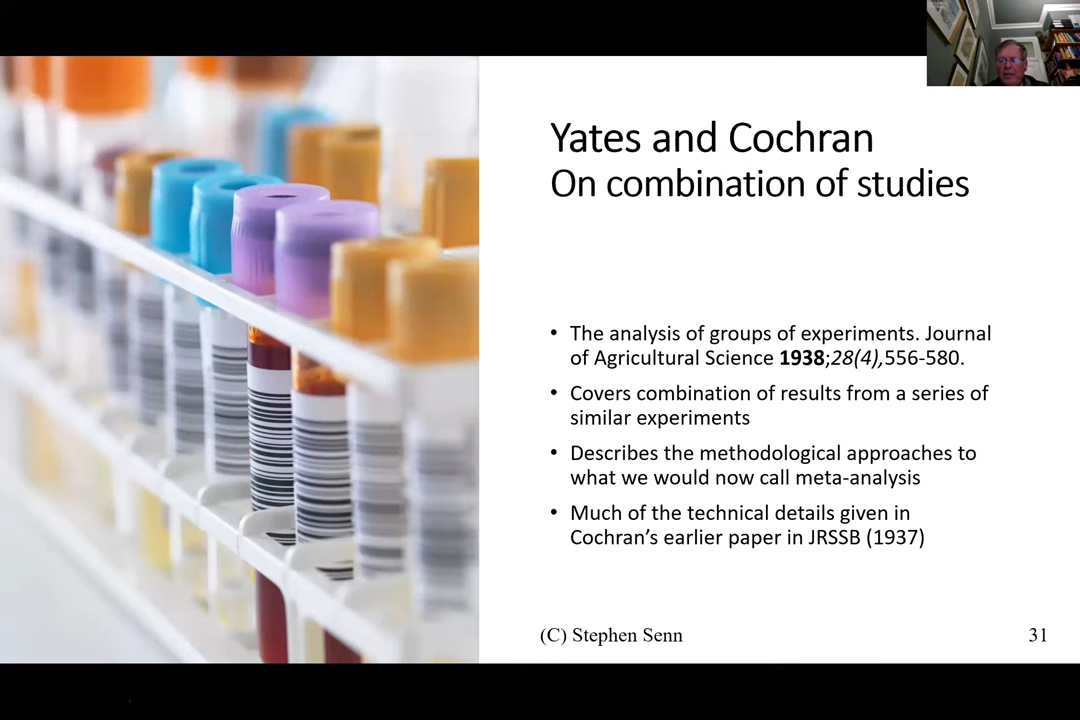 Yates and Cochran
On combination of studies
• The analysis of groups of experiments. Journal
of Agricultural Science 1938;28(4),556-580.
• Covers combination of results from a series of
similar experiments
• Describes the methodological approaches to
what we would now call meta-analysis
• Much of the technical details given in
Cochran’s earlier paper in JRSSB (1937)
(C) Stephen Senn
31